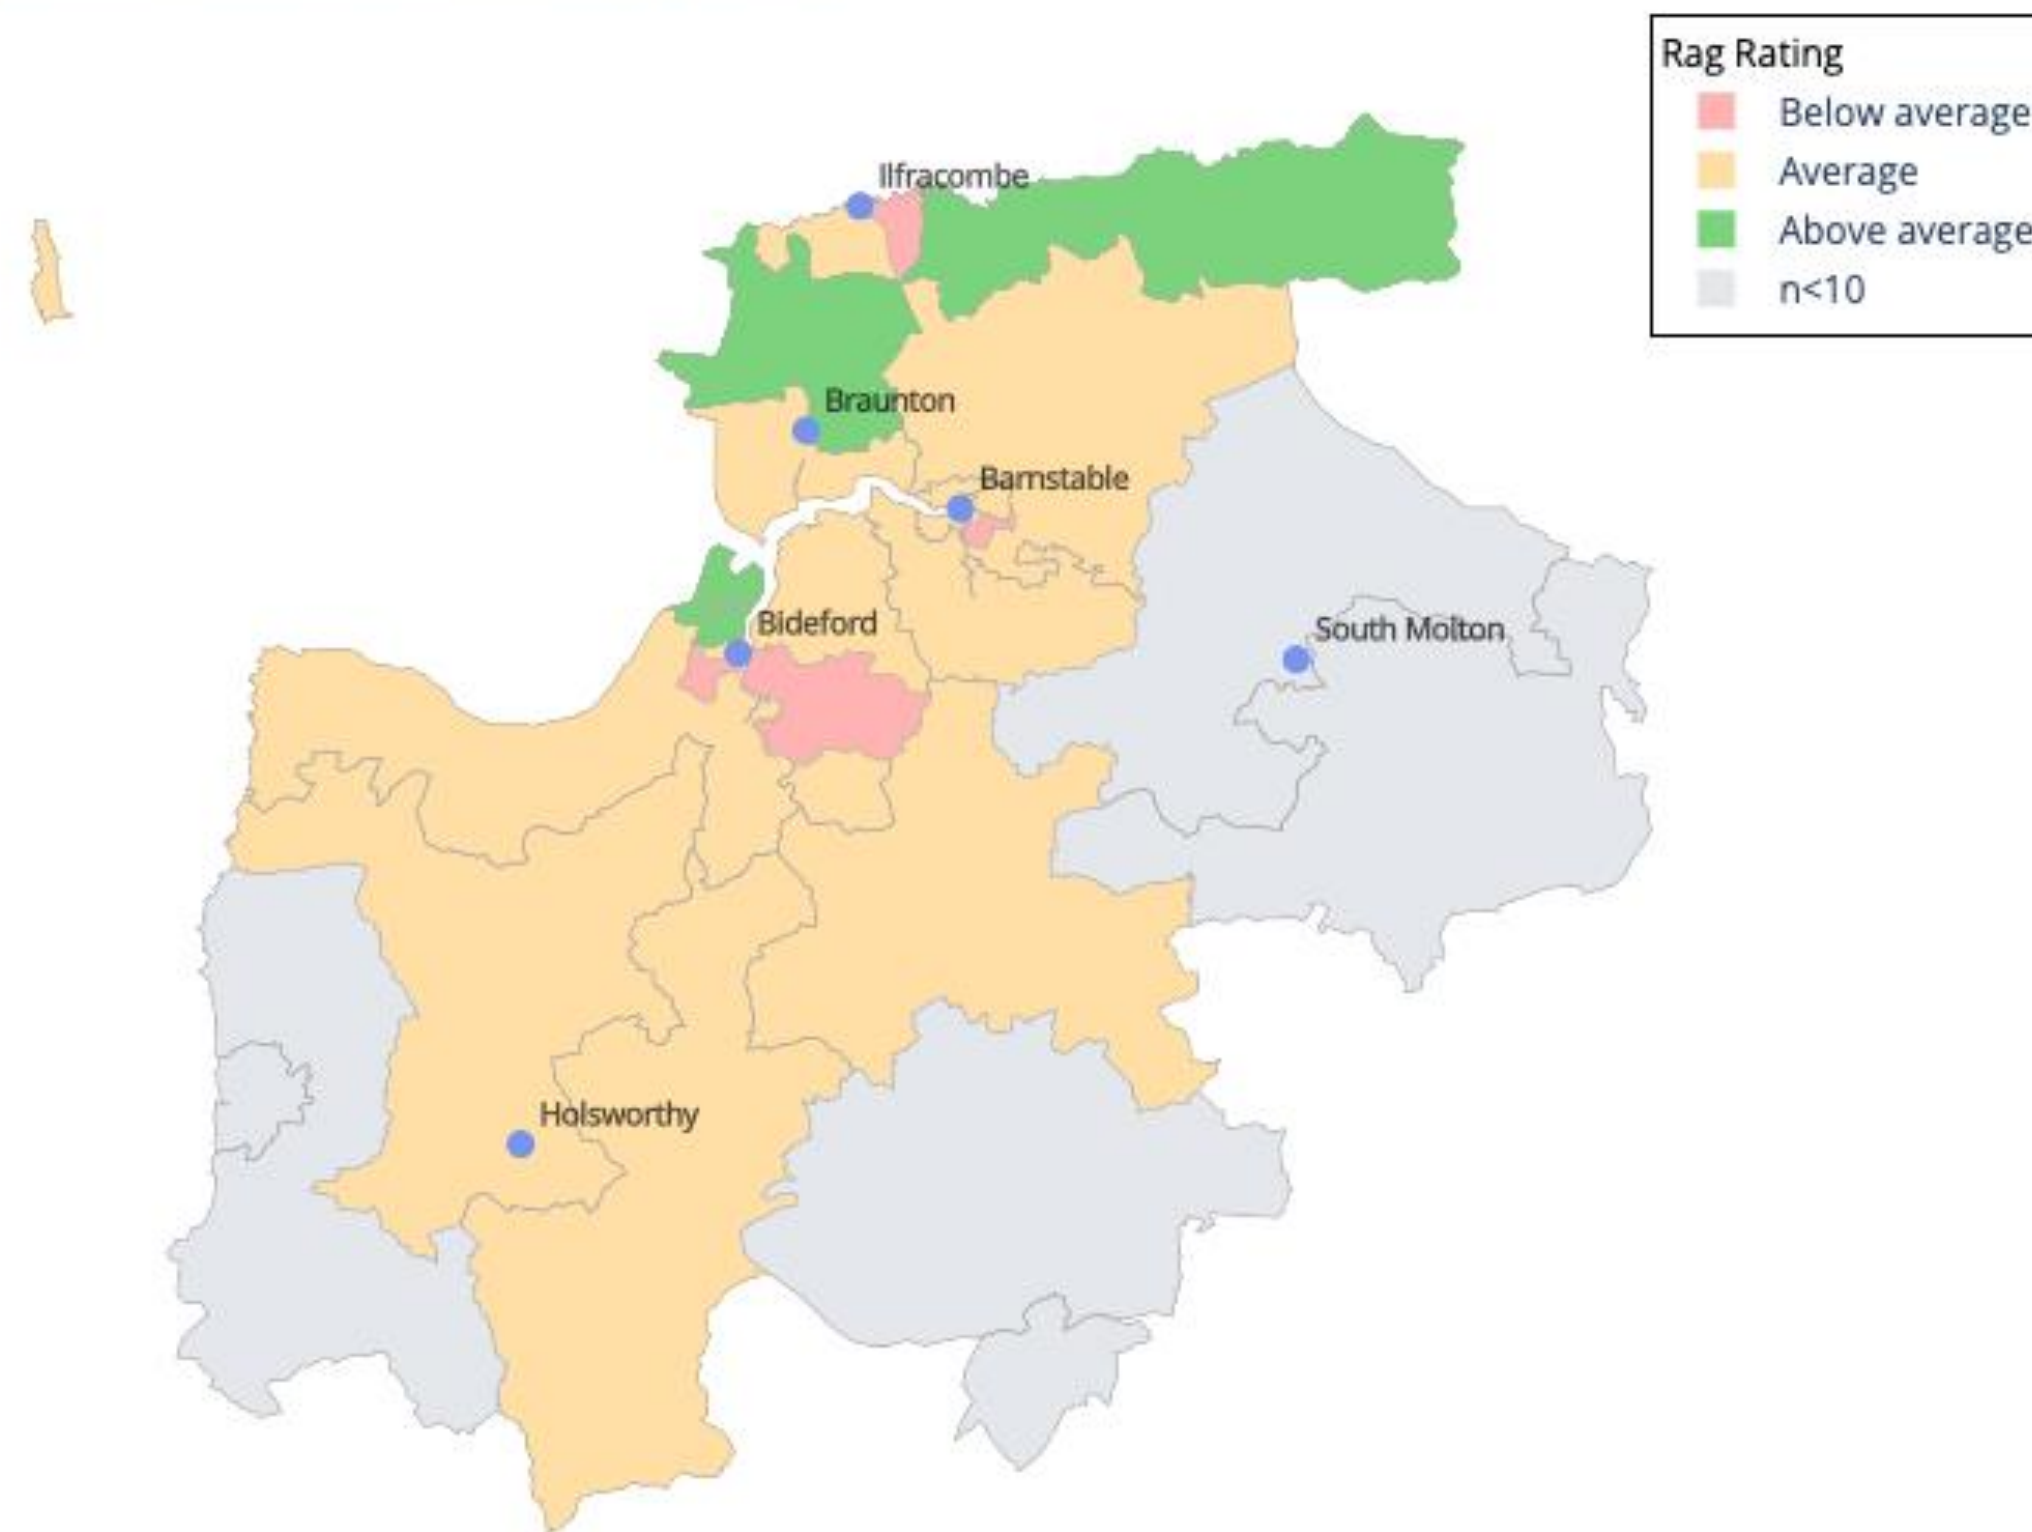 Rag Rating
Below average
Average
Above average
n<10
Ilfracombe
Braunton
Barnstable
Bideford
South Molton
Holsworthy